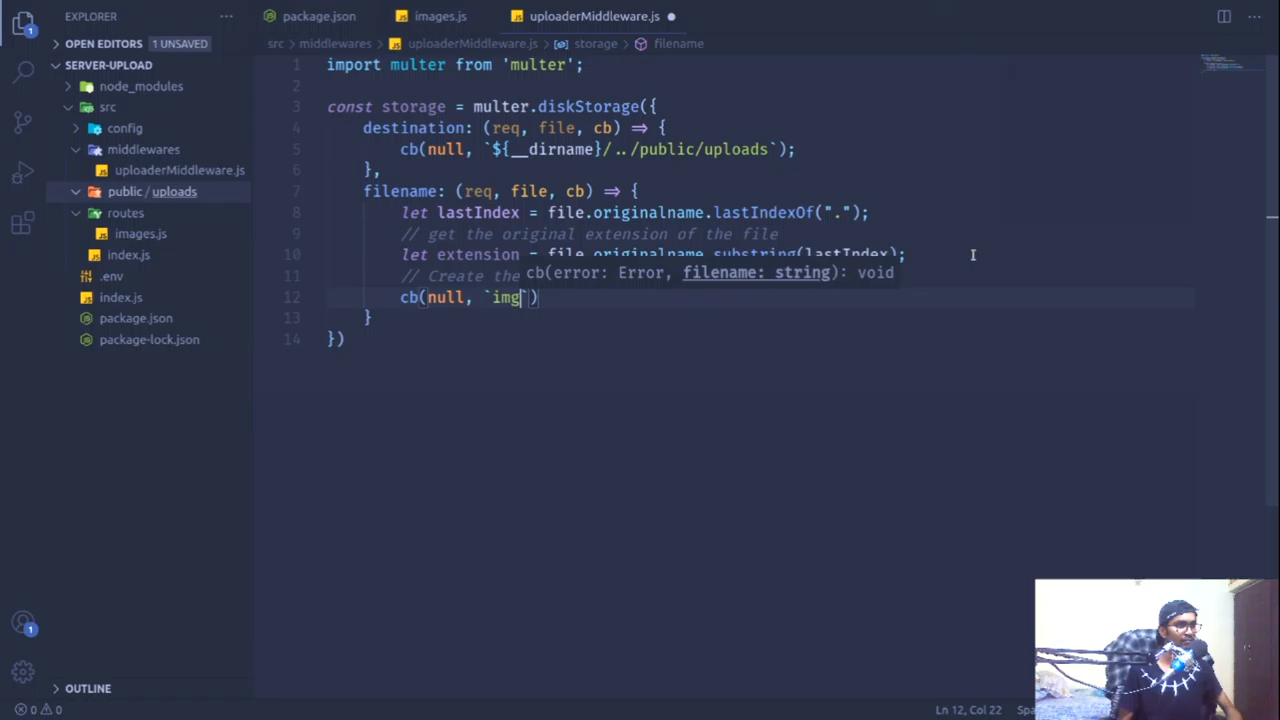 EXPLORER
package.json
images.js
uploaderMiddleware.js
OPEN EDITORS 1 UNSAVED
src > middlewares > uploaderMiddleware.js > storage > filename
SERVER-UPLOAD
node_modules
src
config
middlewares
uploaderMiddleware.js
public / uploads
routes
images.js
index.js
.env
index.js
package.json
package-lock.json
OUTLINE
1 import multer from 'multer';
2
3 const storage = multer.diskStorage({
4 destination: (req, file, cb) => {
5 cb(null, `${__dirname}/../public/uploads`);
6 },
7 filename: (req, file, cb) => {
8 let lastIndex = file.originalname.lastIndexOf(".");
9 // get the original extension of the file
10 let extension = file.originalname.substring(lastIndex);
11 // Create the
cb(error: Error, filename: string): void
12 cb(null, `img`)
13 }
14 })
1
1
0 0
Ln 12, Col 22